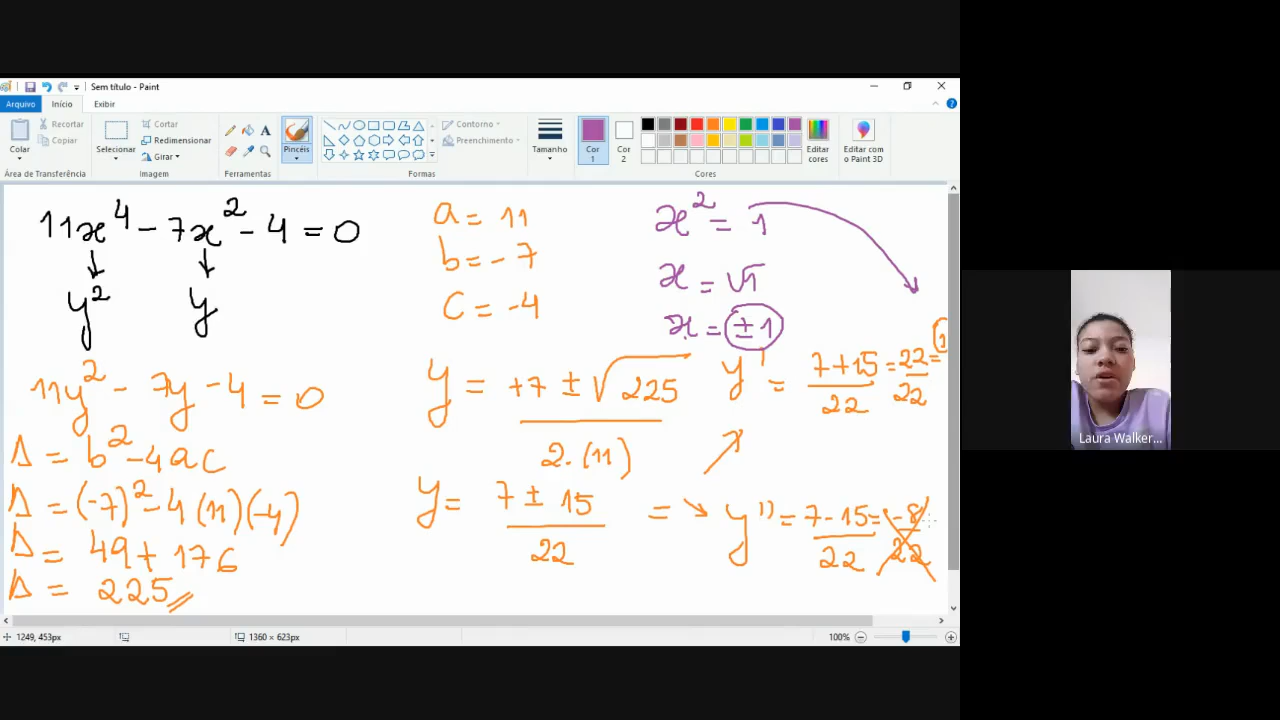 Sem título - Paint
Arquivo Início Exibir
Colar
Recortar
Copiar
Área de Transferência
Selecionar
Cortar
Redimensionar
Girar
Imagem
Ferramentas
Pincéis
Contorno
Preenchimento
Formas
Tamanho
Cor 1
Cor 2
Editar cores
Editar com o Paint 3D
Cores
11x⁴ - 7x² - 4 = 0
y² y
11y² - 7y - 4 = 0
Δ = b² - 4ac
Δ = (-7)² - 4(11)(-4)
Δ = 49 + 176
Δ = 225
a = 11
b = -7
c = -4
y = +7 ± √225 / 2.(11)
y = 7 ± 15 / 22 =
x² = 1
x = √1
x = ±1
y' = 7+15 / 22 = 22 / 22 = 1
y'' = 7-15 / 22 = -8 / 22
Laura Walker...
1249, 453px
1360 × 623px
100%